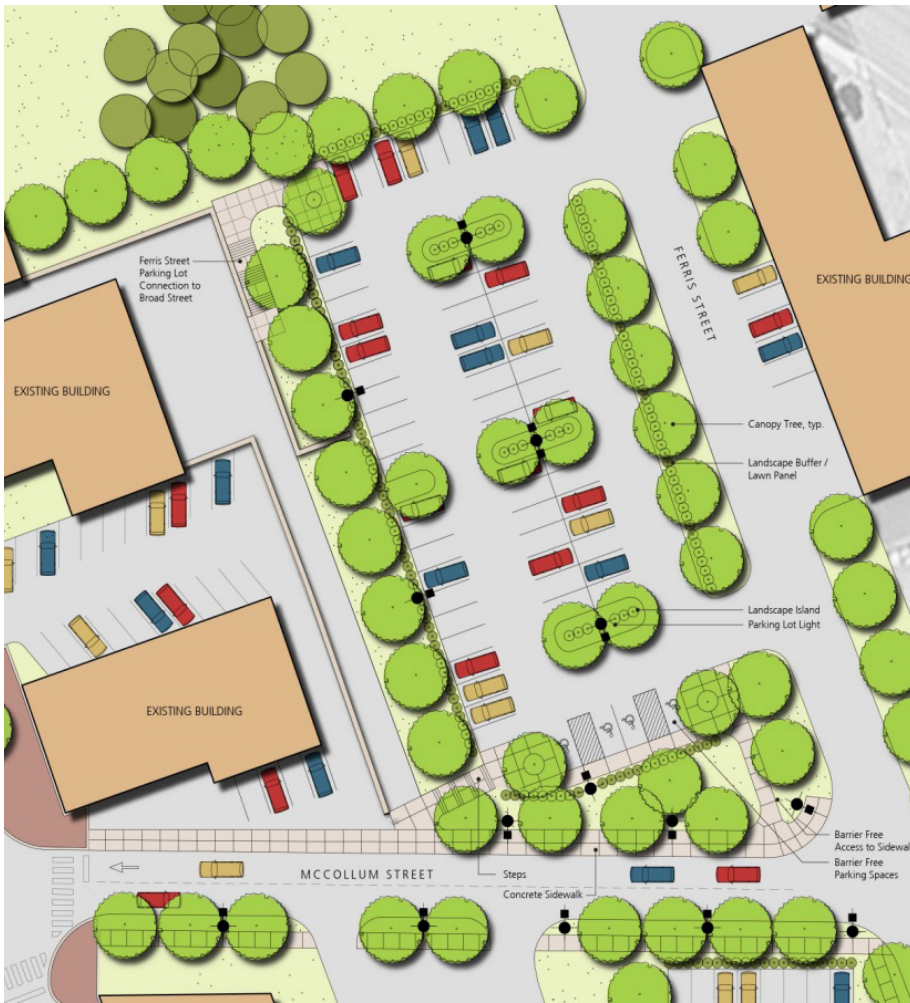 Ferris Street
Parking Lot
Connection to
Broad Street
FERRIS STREET
EXISTING BUILDING
EXISTING BUILDING
Canopy Tree, typ.
Landscape Buffer /
Lawn Panel
Landscape Island
Parking Lot Light
EXISTING BUILDING
Barrier Free
Access to Sidewal
Barrier Free
Parking Spaces
MCCOLLUM STREET
Steps
Concrete Sidewalk